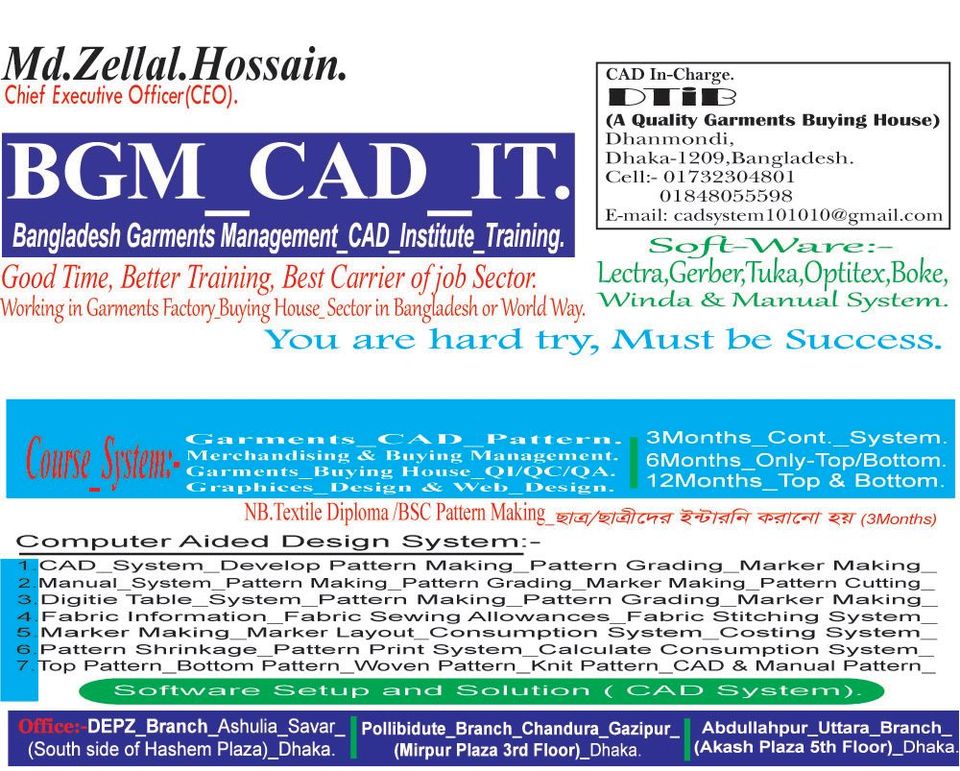 Md.Zellal.Hossain.
Chief Executive Officer(CEO).
BGM_CAD_IT.
Bangladesh Garments Management_CAD_Institute_Training.
Good Time, Better Training, Best Carrier of job Sector.
Working in Garments Factory_Buying House_Sector in Bangladesh or World Way.
CAD In-Charge.
DTiB
(A Quality Garments Buying House)
Dhanmondi,
Dhaka-1209,Bangladesh.
Cell:- 01732304801
01848055598
E-mail: cadsystem101010@gmail.com
Soft-Ware:-
Lectra,Gerber,Tuka,Optitex,Boke,
Winda & Manual System.
You are hard try, Must be Success.
Course_System:-
Garments_CAD_Pattern.
Merchandising & Buying Management.
Garments_Buying House_QI/QC/QA.
Graphices_Design & Web_Design.
3Months_Cont._System.
6Months_Only-Top/Bottom.
12Months_Top & Bottom.
NB.Textile Diploma /BSC Pattern Making_ছাত্র/ছাত্রীদের ইন্টারনি করানো হয় (3Months)
Computer Aided Design System:-
1.CAD_System_Develop Pattern Making_Pattern Grading_Marker Making_
2.Manual_System_Pattern Making_Pattern Grading_Marker Making_Pattern Cutting_
3.Digitie Table_System_Pattern Making_Pattern Grading_Marker Making_
4.Fabric Information_Fabric Sewing Allowances_Fabric Stitching System_
5.Marker Making_Marker Layout_Consumption System_Costing System_
6.Pattern Shrinkage_Pattern Print System_Calculate Consumption System_
7.Top Pattern_Bottom Pattern_Woven Pattern_Knit Pattern_CAD & Manual Pattern_
Software Setup and Solution ( CAD System).
Office:-DEPZ_Branch_Ashulia_Savar_
(South side of Hashem Plaza)_Dhaka.
Pollibidute_Branch_Chandura_Gazipur_
(Mirpur Plaza 3rd Floor)_Dhaka.
Abdullahpur_Uttara_Branch_
(Akash Plaza 5th Floor)_Dhaka.